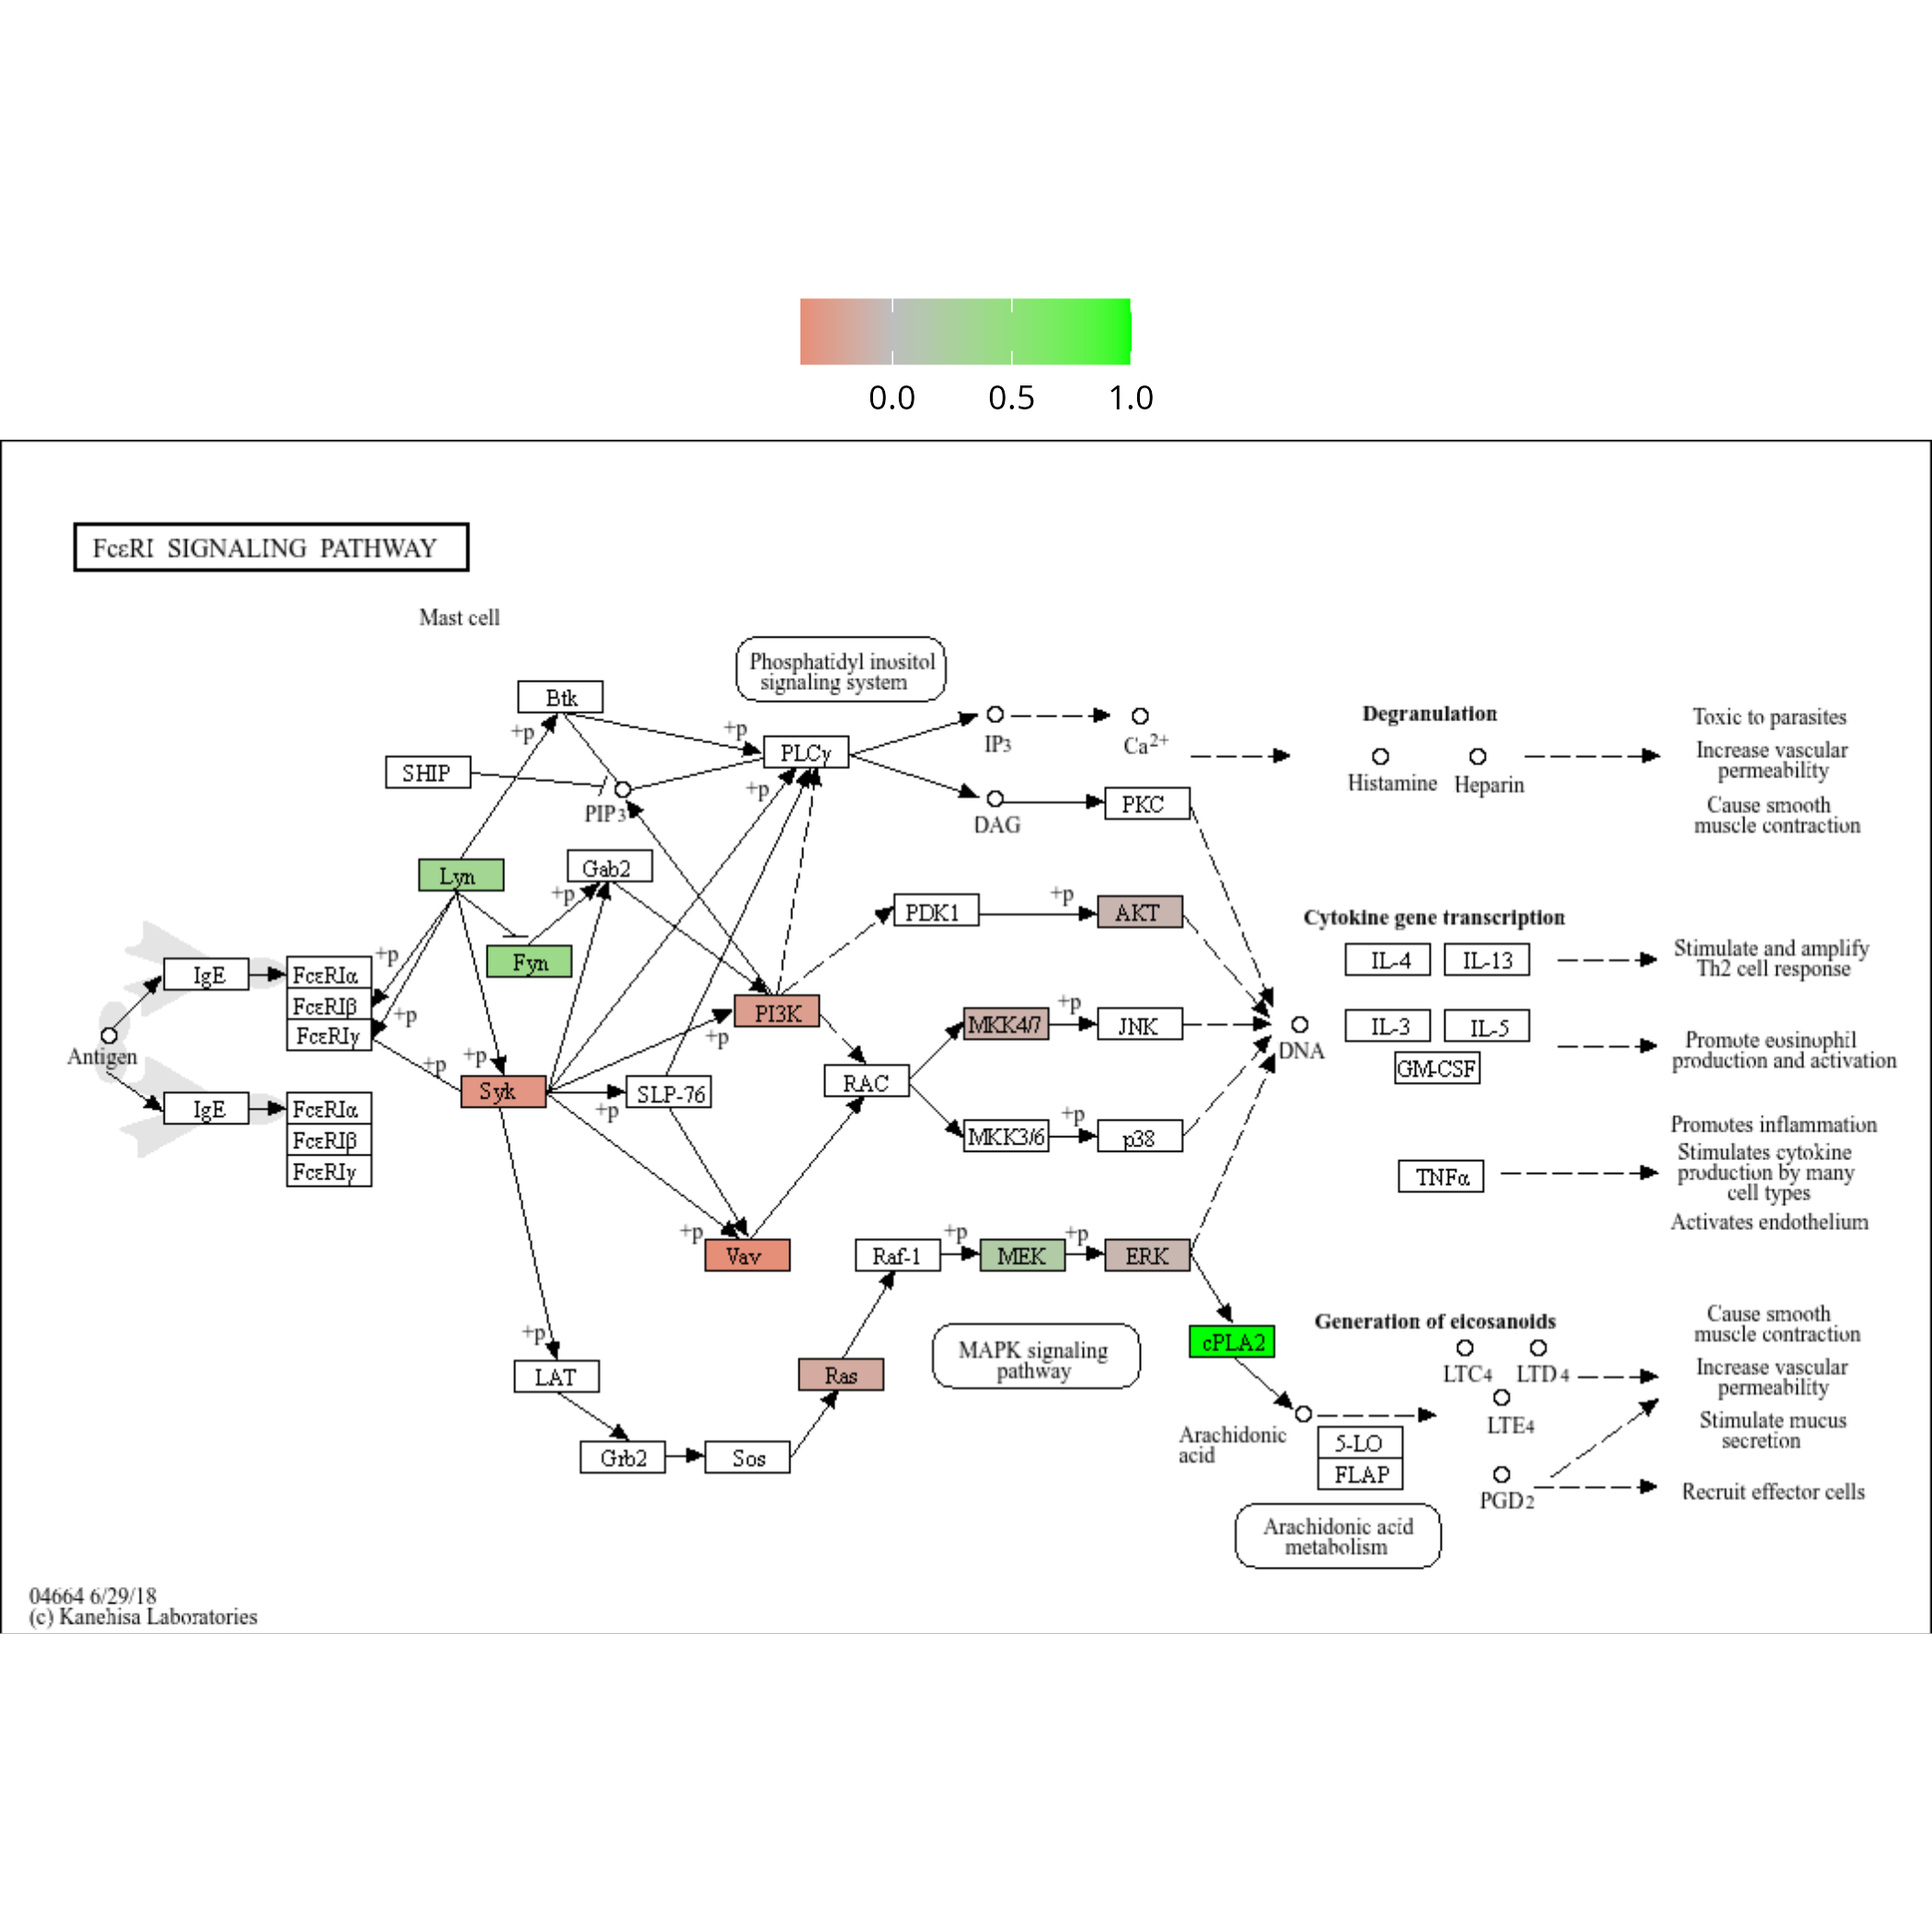 0.0 0.5 1.0
FcεRI SIGNALING PATHWAY
Mast cell
Phosphatidyl inositol
signaling system
Btk
+p
+p
PLCγ
SHIP
+p
PIP3
IP3
Ca2+
DAG
PKC
Degranulation
Histamine
Heparin
Toxic to parasites
Increase vascular
permeability
Cause smooth
muscle contraction
Lyn
Gab2
+p
Fyn
PDK1
+p
AKT
Cytokine gene transcription
IL-4
IL-13
Stimulate and amplify
Th2 cell response
IgE
FcεRIα
FcεRIβ
FcεRIγ
+p
+p
Antigen
+p
+p
Syk
PI3K
+p
+p
SLP-76
RAC
MKK4/7
+p
JNK
DNA
IL-3
IL-5
GM-CSF
Promote eosinophil
production and activation
IgE
FcεRIα
FcεRIβ
FcεRIγ
MKK3/6
+p
p38
TNFα
Promotes inflammation
Stimulates cytokine
production by many
cell types
Activates endothelium
+p
Vav
Raf-1
+p
MEK
+p
ERK
+p
LAT
Ras
MAPK signaling
pathway
cPLA2
Generation of eicosanoids
LTC4
LTD4
LTE4
Cause smooth
muscle contraction
Increase vascular
permeability
Stimulate mucus
secretion
Grb2
Sos
Arachidonic
acid
5-LO
FLAP
PGD2
Recruit effector cells
Arachidonic acid
metabolism
04664 6/29/18
(c) Kanehisa Laboratories